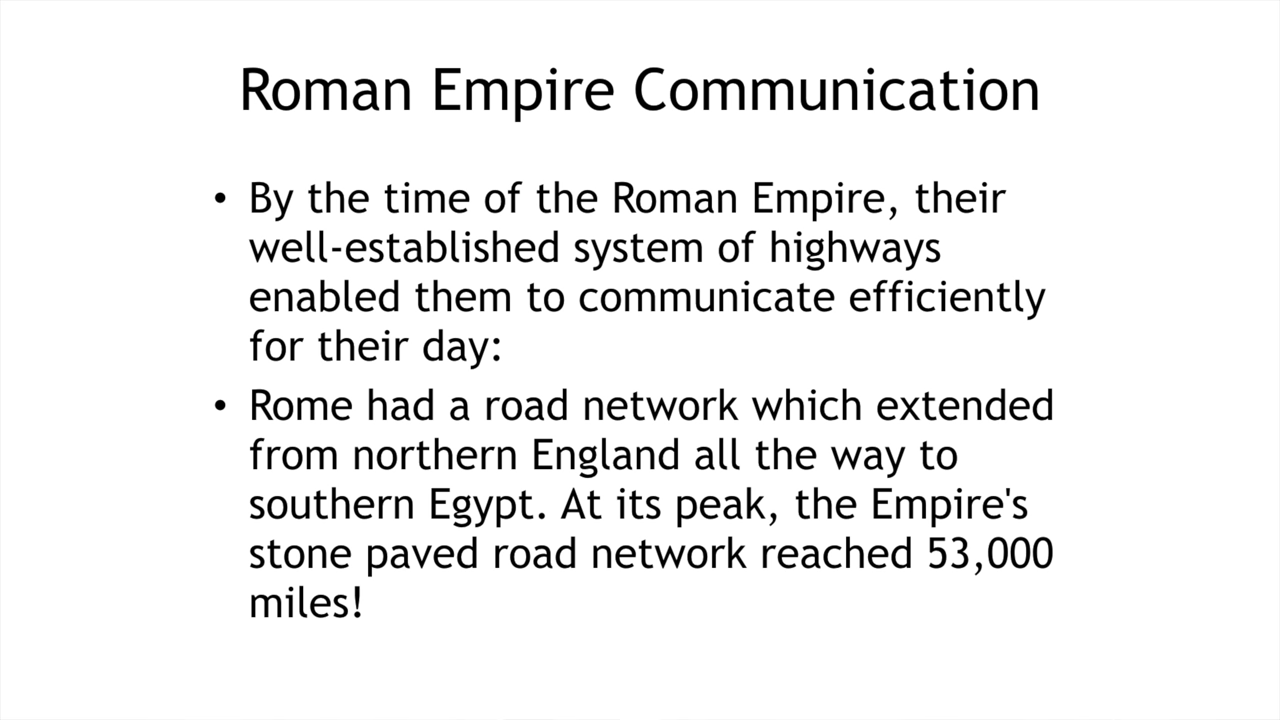 Roman Empire Communication
• By the time of the Roman Empire, their
well-established system of highways
enabled them to communicate efficiently
for their day:
• Rome had a road network which extended
from northern England all the way to
southern Egypt. At its peak, the Empire's
stone paved road network reached 53,000
miles!